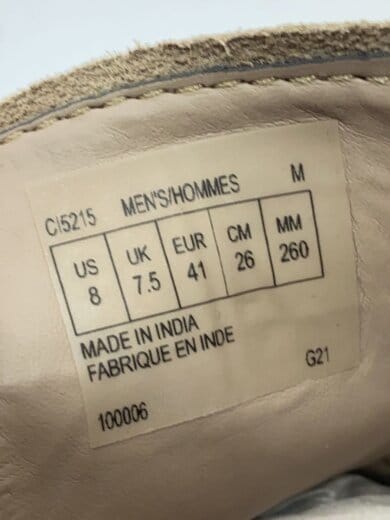 CI5215 MEN'S/HOMMES M
US UK EUR CM MM
8 7.5 41 26 260
MADE IN INDIA
FABRIQUE EN INDE
100006 G21